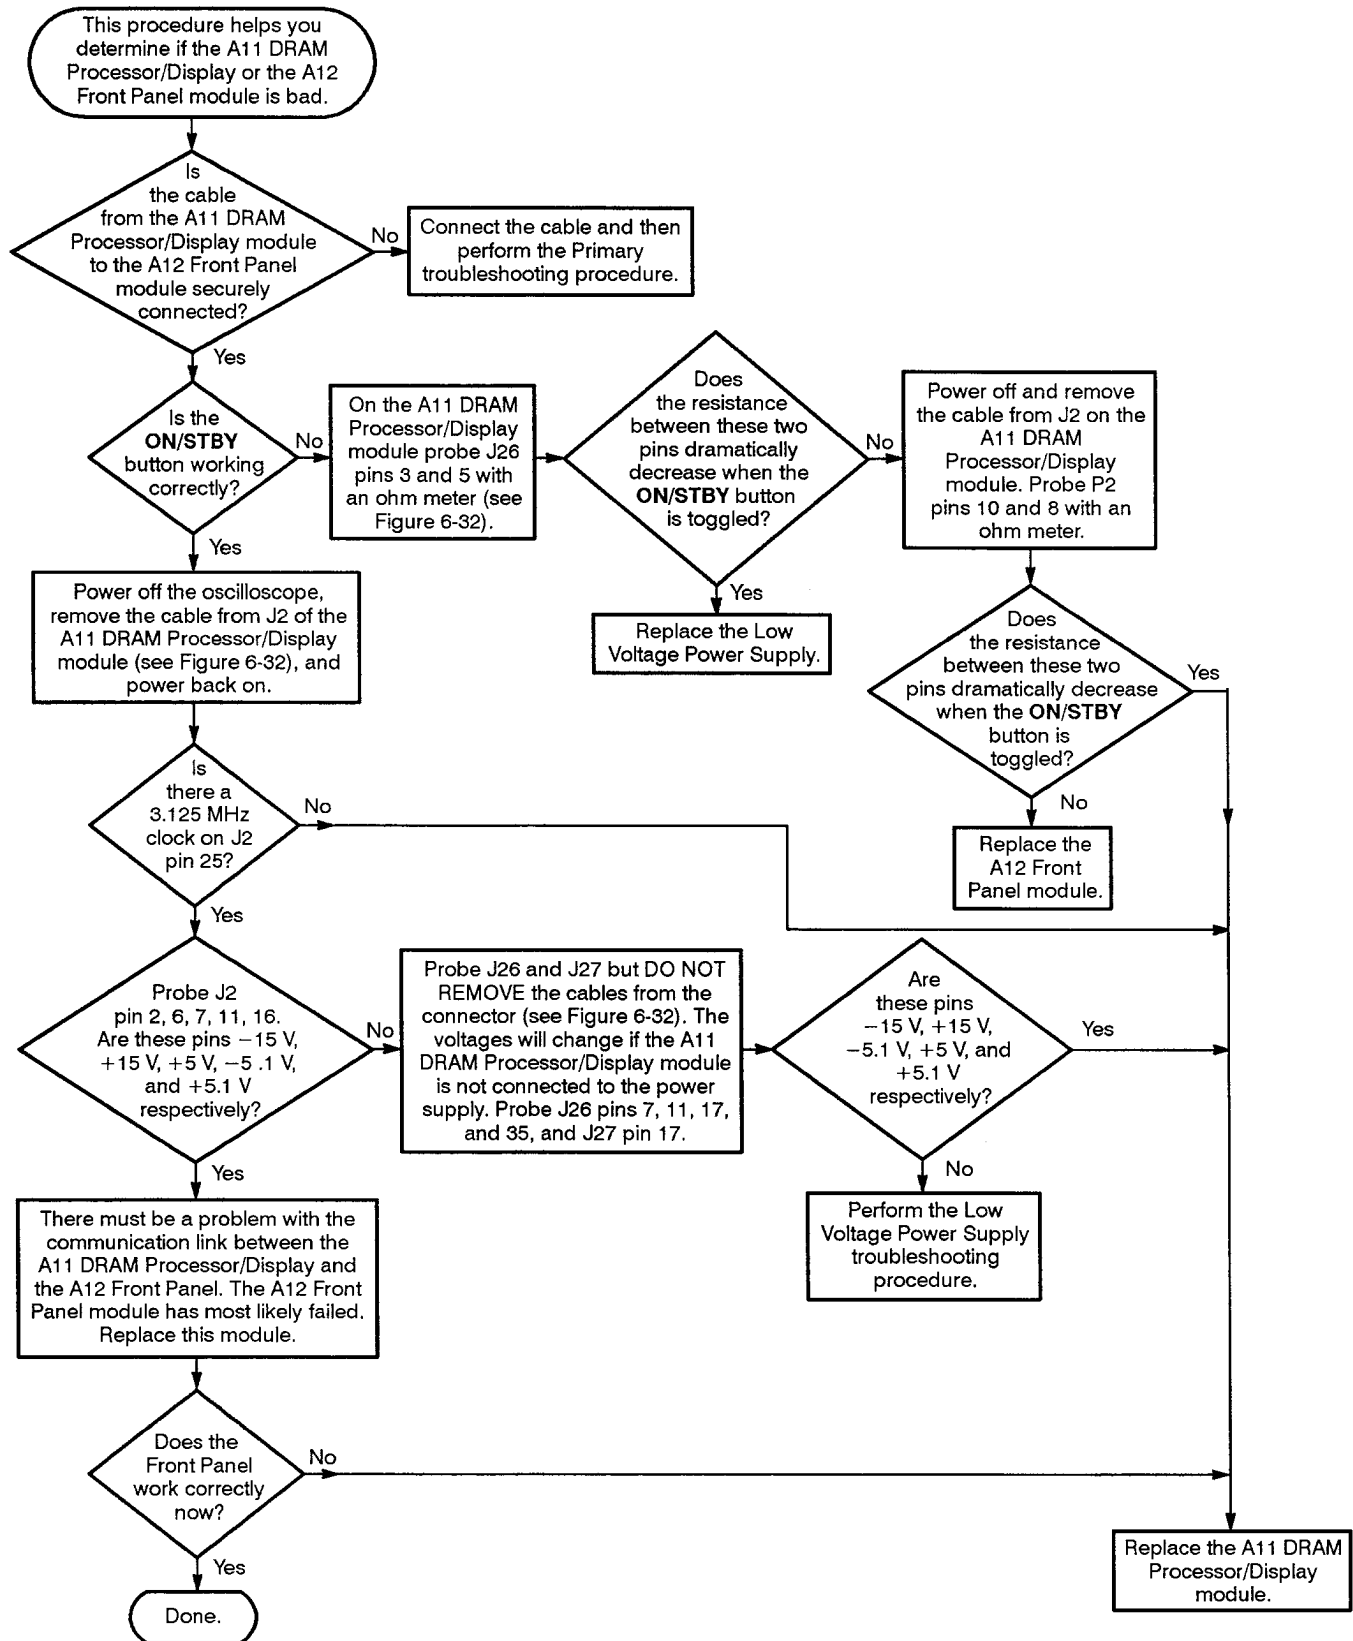 This procedure helps you
determine if the A11 DRAM
Processor/Display or the A12
Front Panel module is bad.
Is
the cable
from the A11 DRAM
Processor/Display module
to the A12 Front Panel
module securely
connected?
No
Connect the cable and then
perform the Primary
troubleshooting procedure.
Yes
Is the
ON/STBY
button working
correctly?
No
On the A11 DRAM
Processor/Display
module probe J26
pins 3 and 5 with
an ohm meter (see
Figure 6-32).
Does
the resistance
between these two
pins dramatically
decrease when the
ON/STBY button
is toggled?
No
Power off and remove
the cable from J2 on the
A11 DRAM
Processor/Display
module. Probe P2
pins 10 and 8 with an
ohm meter.
Yes
Replace the Low
Voltage Power Supply.
Does
the resistance
between these two
pins dramatically decrease
when the ON/STBY
button is
toggled?
Yes
No
Replace the
A12 Front
Panel module.
Yes
Power off the oscilloscope,
remove the cable from J2 of the
A11 DRAM Processor/Display
module (see Figure 6-32), and
power back on.
Is
there a
3.125 MHz
clock on J2
pin 25?
No
Yes
Probe J2
pin 2, 6, 7, 11, 16.
Are these pins −15 V,
+15 V, +5 V, −5 .1 V,
and +5.1 V
respectively?
No
Probe J26 and J27 but DO NOT
REMOVE the cables from the
connector (see Figure 6-32). The
voltages will change if the A11
DRAM Processor/Display module
is not connected to the power
supply. Probe J26 pins 7, 11, 17,
and 35, and J27 pin 17.
Are
these pins
−15 V, +15 V,
−5.1 V, +5 V, and
+5.1 V
respectively?
Yes
No
Perform the Low
Voltage Power Supply
troubleshooting
procedure.
Yes
There must be a problem with the
communication link between the
A11 DRAM Processor/Display and
the A12 Front Panel. The A12 Front
Panel module has most likely failed.
Replace this module.
Does the
Front Panel
work correctly
now?
No
Yes
Done.
Replace the A11 DRAM
Processor/Display
module.